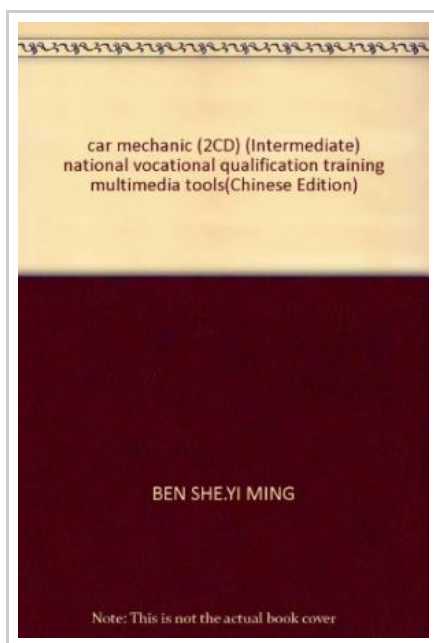 car mechanic (2CD) (Intermediate)
national vocational qualification training
multimedia tools(Chinese Edition)
BEN SHE.YI MING
Note: This is not the actual book cover